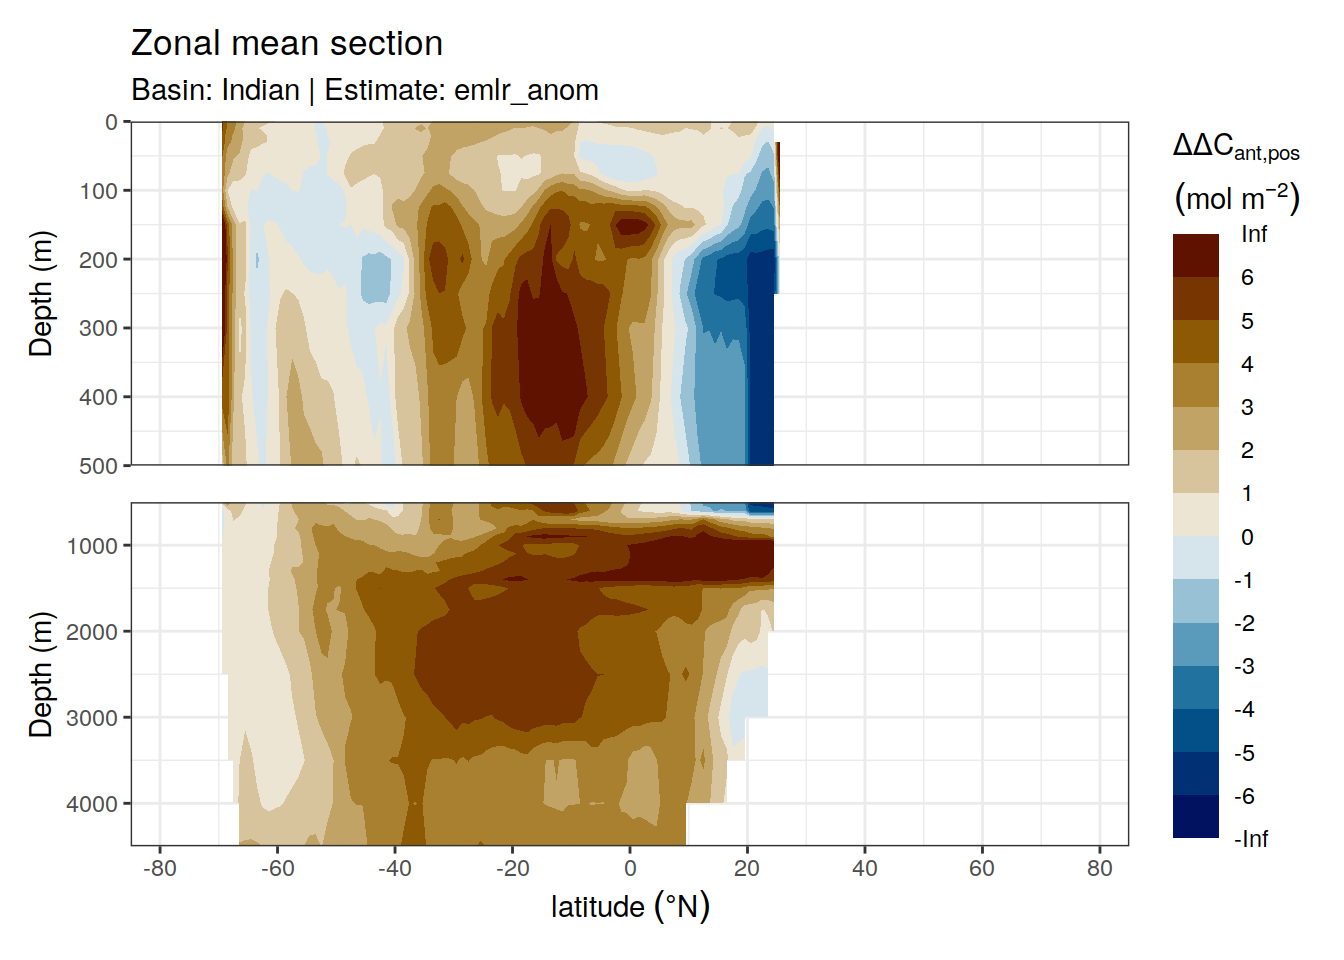 Zonal mean section
Basin: Indian | Estimate: emlr_anom
0
100
200
300
400
500
Depth (m)
1000
2000
3000
4000
Depth (m)
-80 -60 -40 -20 0 20 40 60 80
latitude (°N)
ΔΔC_ant,pos
(mol m⁻²)
Inf
6
5
4
3
2
1
0
-1
-2
-3
-4
-5
-6
-Inf